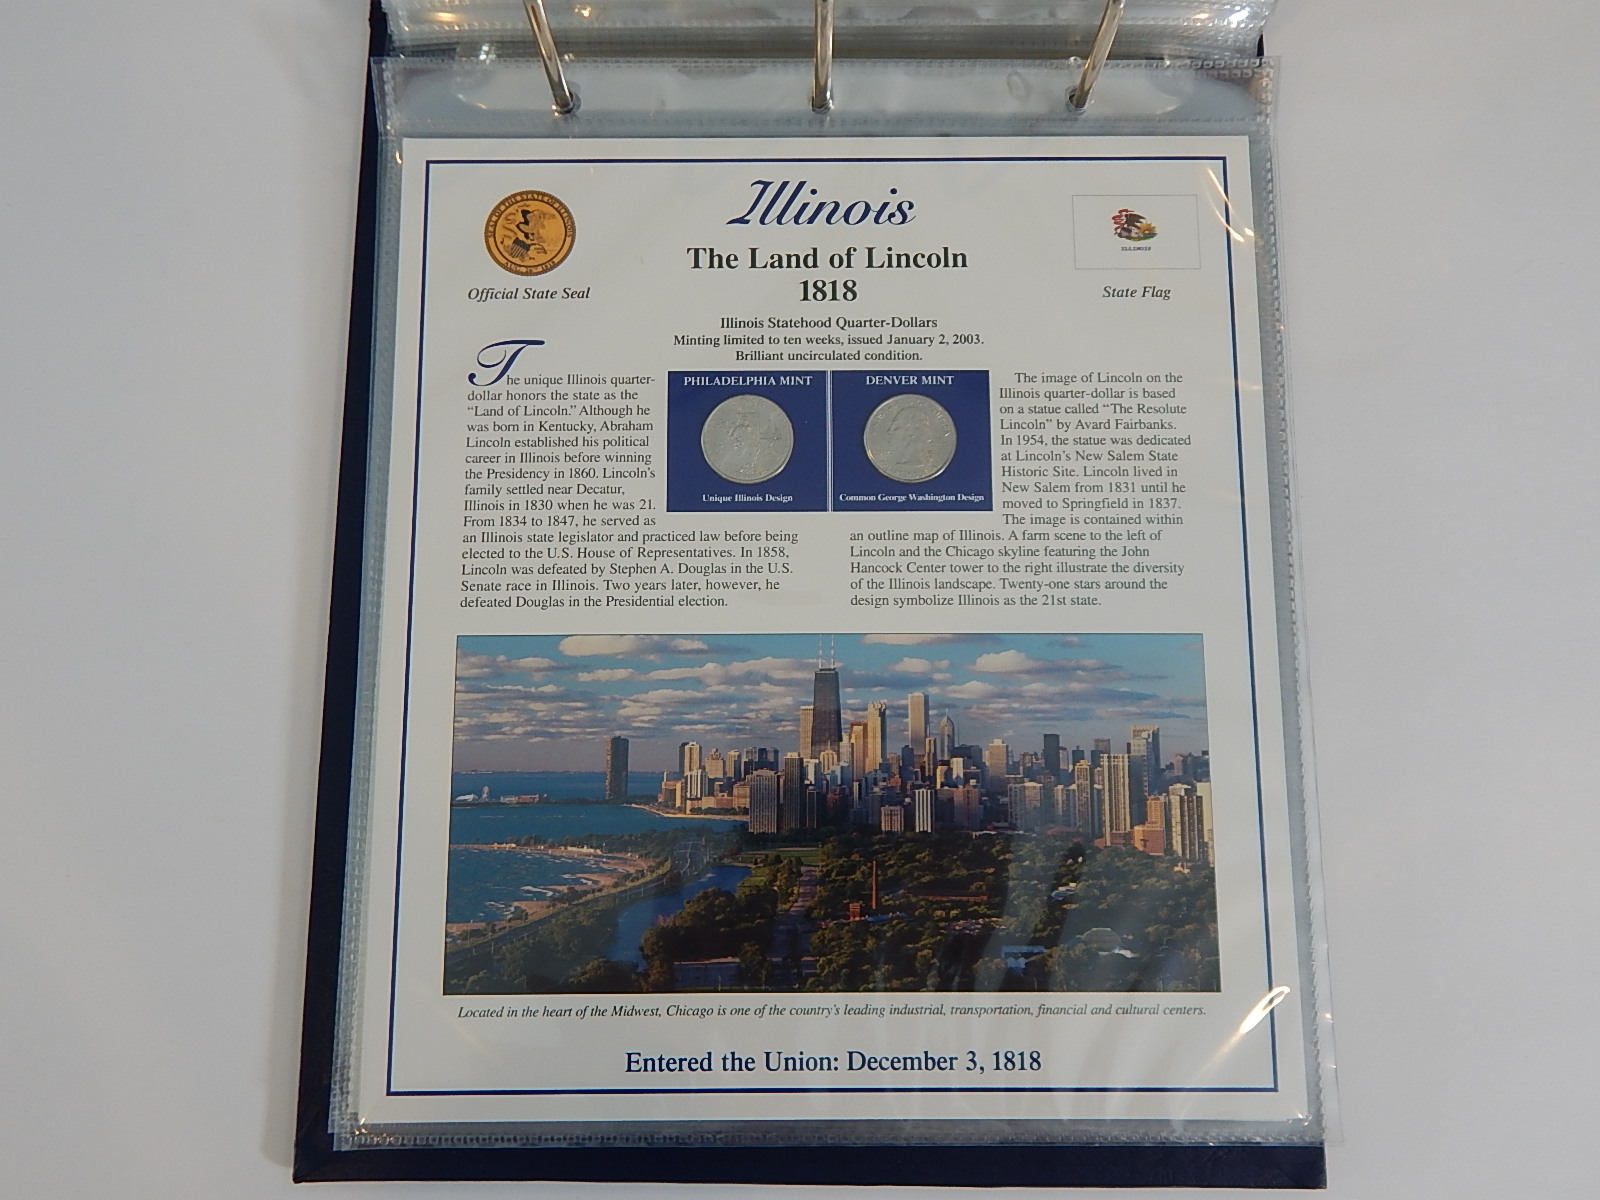 Illinois
The Land of Lincoln
1818
Official State Seal
ILLINOIS
State Flag
Illinois Statehood Quarter-Dollars
Minting limited to ten weeks, issued January 2, 2003.
Brilliant uncirculated condition.
The unique Illinois quarter-
dollar honors the state as the
“Land of Lincoln.” Although he
was born in Kentucky, Abraham
Lincoln established his political
career in Illinois before winning
the Presidency in 1860. Lincoln's
family settled near Decatur,
Illinois in 1830 when he was 21.
From 1834 to 1847, he served as
an Illinois state legislator and practiced law before being
elected to the U.S. House of Representatives. In 1858,
Lincoln was defeated by Stephen A. Douglas in the U.S.
Senate race in Illinois. Two years later, however, he
defeated Douglas in the Presidential election.
PHILADELPHIA MINT
Unique Illinois Design
DENVER MINT
Common George Washington Design
The image of Lincoln on the
Illinois quarter-dollar is based
on a statue called “The Resolute
Lincoln” by Avard Fairbanks.
In 1954, the statue was dedicated
at Lincoln's New Salem State
Historic Site. Lincoln lived in
New Salem from 1831 until he
moved to Springfield in 1837.
The image is contained within
an outline map of Illinois. A farm scene to the left of
Lincoln and the Chicago skyline featuring the John
Hancock Center tower to the right illustrate the diversity
of the Illinois landscape. Twenty-one stars around the
design symbolize Illinois as the 21st state.
Located in the heart of the Midwest, Chicago is one of the country's leading industrial, transportation, financial and cultural centers.
Entered the Union: December 3, 1818